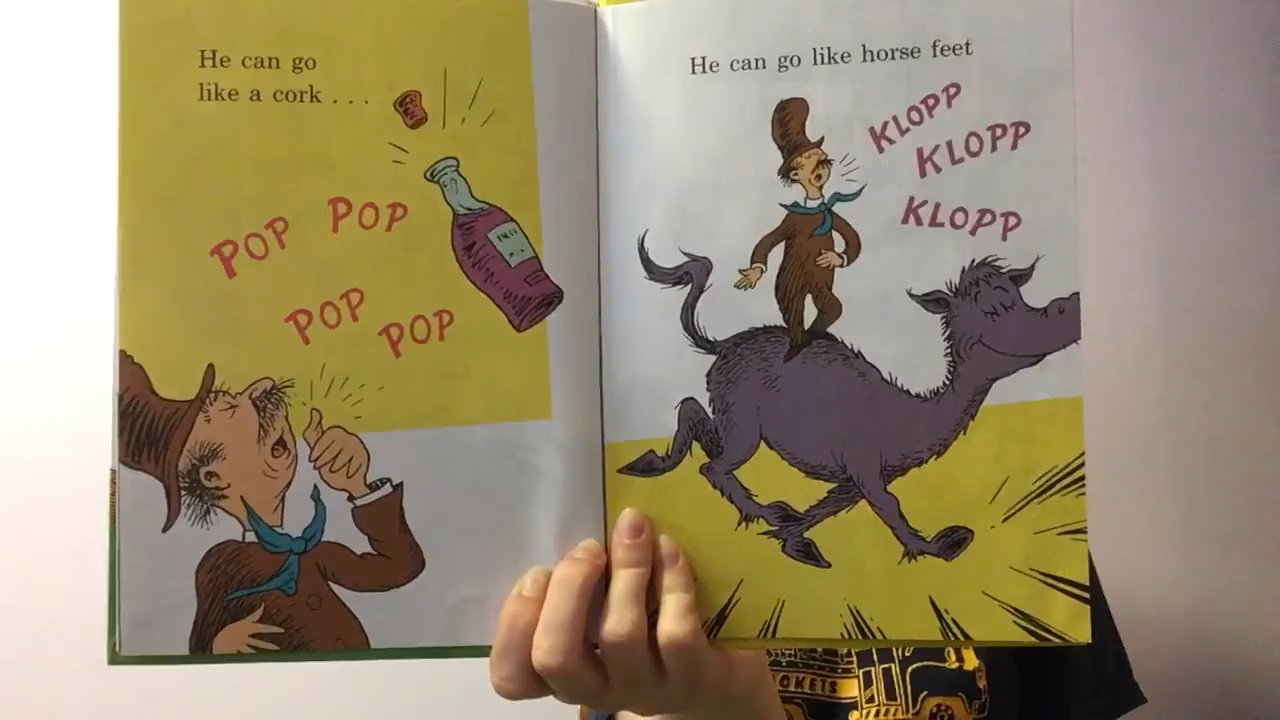 He can go
like a cork . . .
POP POP
POP POP
He can go like horse feet
KLOPP
KLOPP
KLOPP